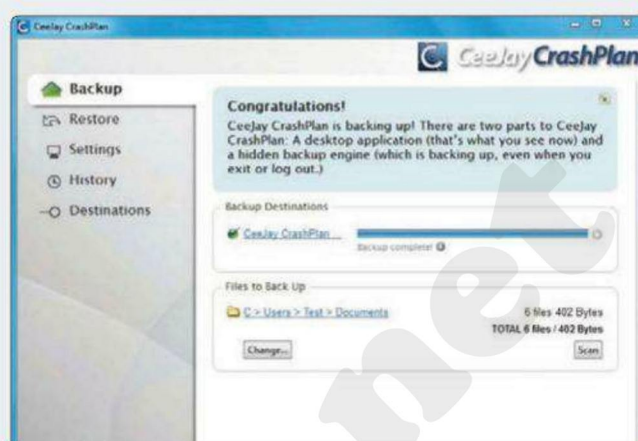 CeeJay CrashPlan
CeeJay CrashPlan
Backup
Restore
Settings
History
Destinations
Congratulations!
CeeJay CrashPlan is backing up! There are two parts to CeeJay
CrashPlan: A desktop application (that's what you see now) and
a hidden backup engine (which is backing up, even when you
exit or log out.)
Backup Destinations
CeeJay CrashPlan ...
Backup complete!
Files to Back Up
C > Users > Test > Documents
6 files 402 Bytes
TOTAL 6 files / 402 Bytes
Change...
Scan
net